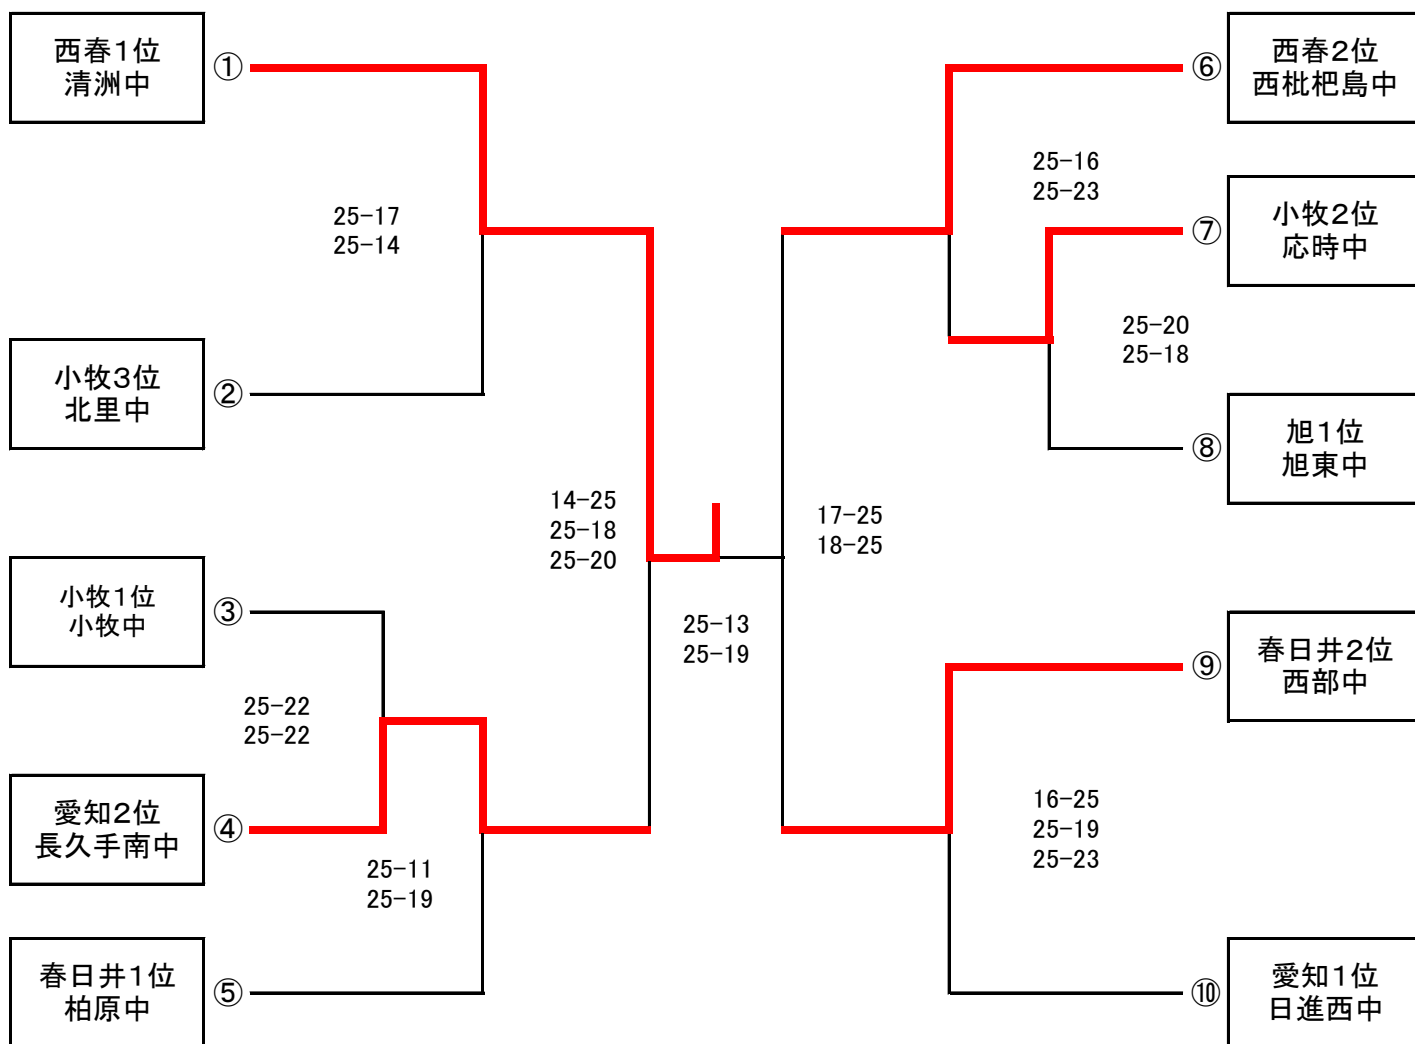 西春1位
清洲中
①
25-17
25-14
小牧3位
北里中
②
小牧1位
小牧中
③
25-22
25-22
愛知2位
長久手南中
④
25-11
25-19
春日井1位
柏原中
⑤
14-25
25-18
25-20
25-13
25-19
17-25
18-25
⑥
西春2位
西枇杷島中
25-16
25-23
⑦
小牧2位
応時中
25-20
25-18
⑧
旭1位
旭東中
⑨
春日井2位
西部中
16-25
25-19
25-23
⑩
愛知1位
日進西中